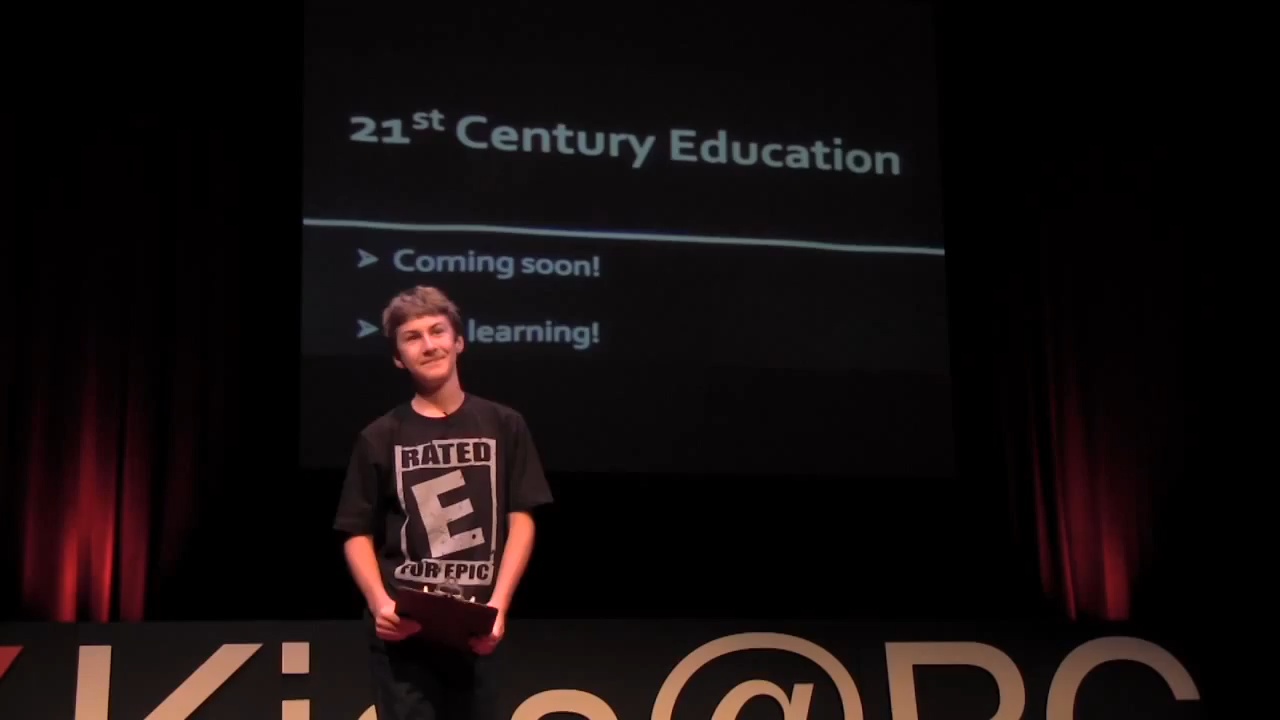 21st Century Education
➤ Coming soon!
➤ learning!
RATED
E
FOR EPIC